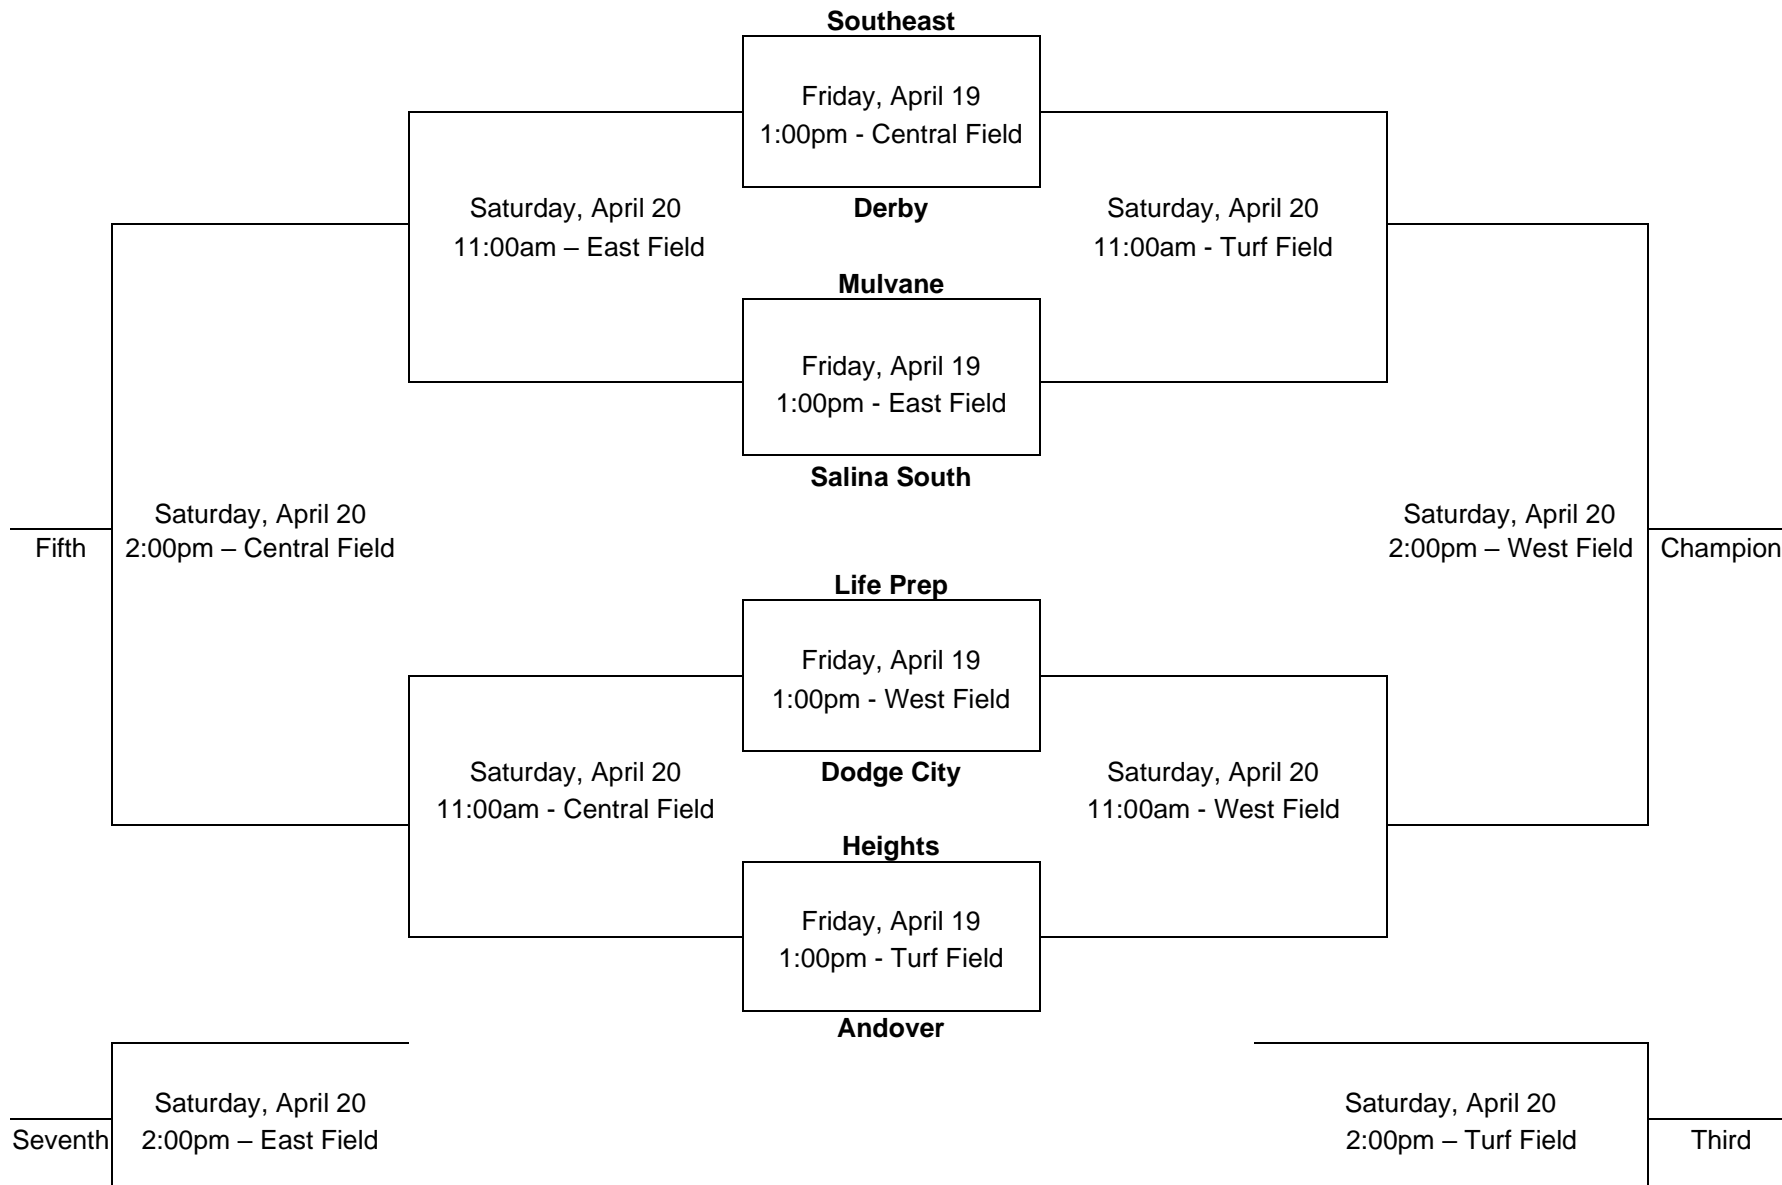 Southeast
Friday, April 19
1:00pm - Central Field
Saturday, April 20
11:00am – East Field
Derby
Saturday, April 20
11:00am - Turf Field
Mulvane
Friday, April 19
1:00pm - East Field
Salina South
Saturday, April 20
2:00pm – Central Field
Fifth
Saturday, April 20
2:00pm – West Field
Champion
Life Prep
Friday, April 19
1:00pm - West Field
Saturday, April 20
11:00am - Central Field
Dodge City
Saturday, April 20
11:00am - West Field
Heights
Friday, April 19
1:00pm - Turf Field
Andover
Saturday, April 20
2:00pm – East Field
Seventh
Saturday, April 20
2:00pm – Turf Field
Third